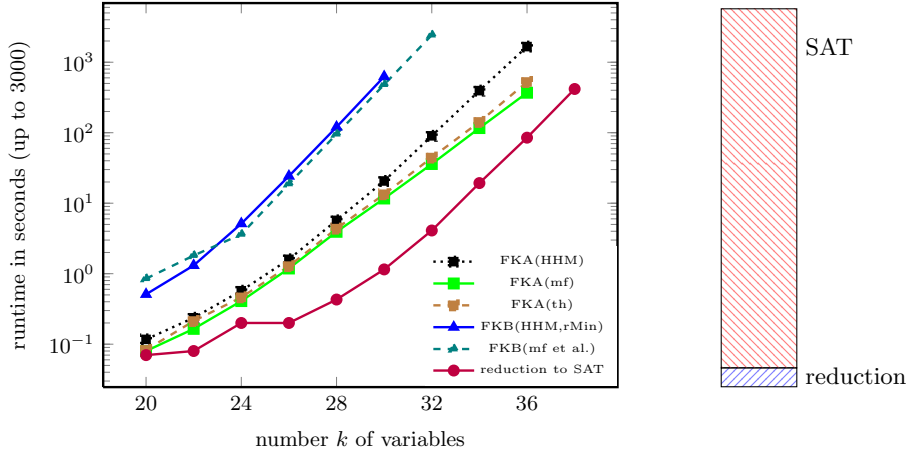 runtime in seconds (up to 3000)
10^3
10^2
10^1
10^0
10^−1
20
24
28
32
36
number k of variables
FKA(HHM)
FKA(mf)
FKA(th)
FKB(HHM,rMin)
FKB(mf et al.)
reduction to SAT
SAT
reduction